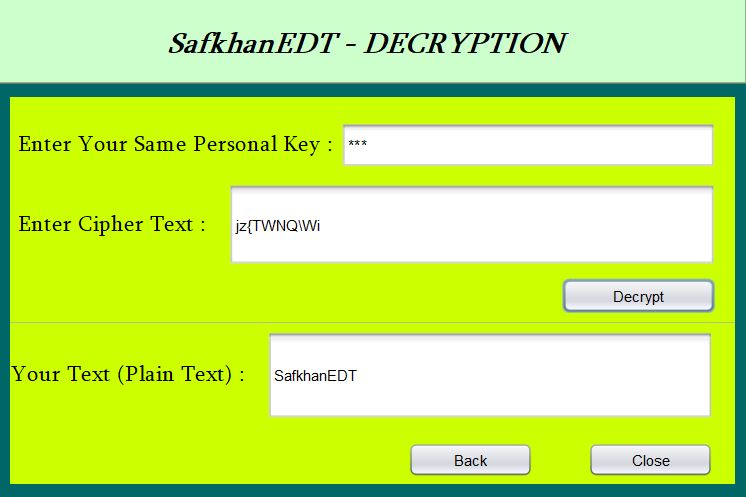 SafkhanEDT - DECRYPTION
Enter Your Same Personal Key : ***
Enter Cipher Text : jz{TWNQ\Wi
Decrypt
Your Text (Plain Text) : SafkhanEDT
Back Close